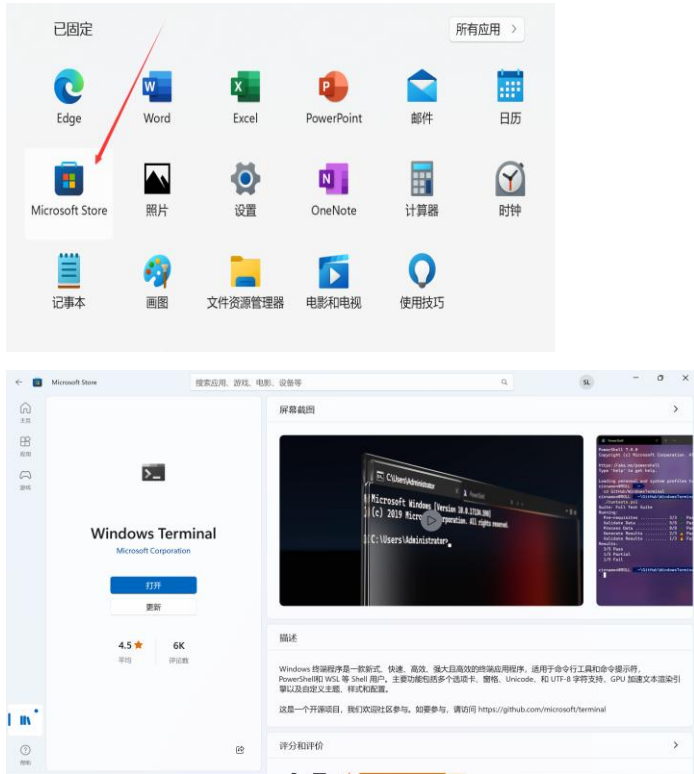 已固定
所有应用 >
Edge
Word
Excel
PowerPoint
邮件
日历
Microsoft Store
照片
设置
OneNote
计算器
时钟
记事本
画图
文件资源管理器
电影和电视
使用技巧
Microsoft Store
搜索应用、游戏、电影、设备等
SL
主页
应用
游戏
Windows Terminal
Microsoft Corporation
打开
更新
4.5
6K
平均
评论数
帮助
屏幕截图
C:\Users\Administrator
Microsoft Windows [Version 10.0.17134.590]
(c) 2019 Microsoft Corporation. All rights reserved.
C:\Users\Administrator>
描述
Windows 终端程序是一款新式、快速、高效、强大且高效的终端应用程序，适用于命令行工具和命令提示符，
PowerShell和 WSL 等 Shell 用户。主要功能包括多个选项卡、窗格、Unicode、和 UTF-8 字符支持，GPU 加速文本渲染引
擎以及自定义主题、样式和配置。
这是一个开源项目，我们欢迎社区参与。如要参与，请访问 https://github.com/microsoft/terminal
评分和评价